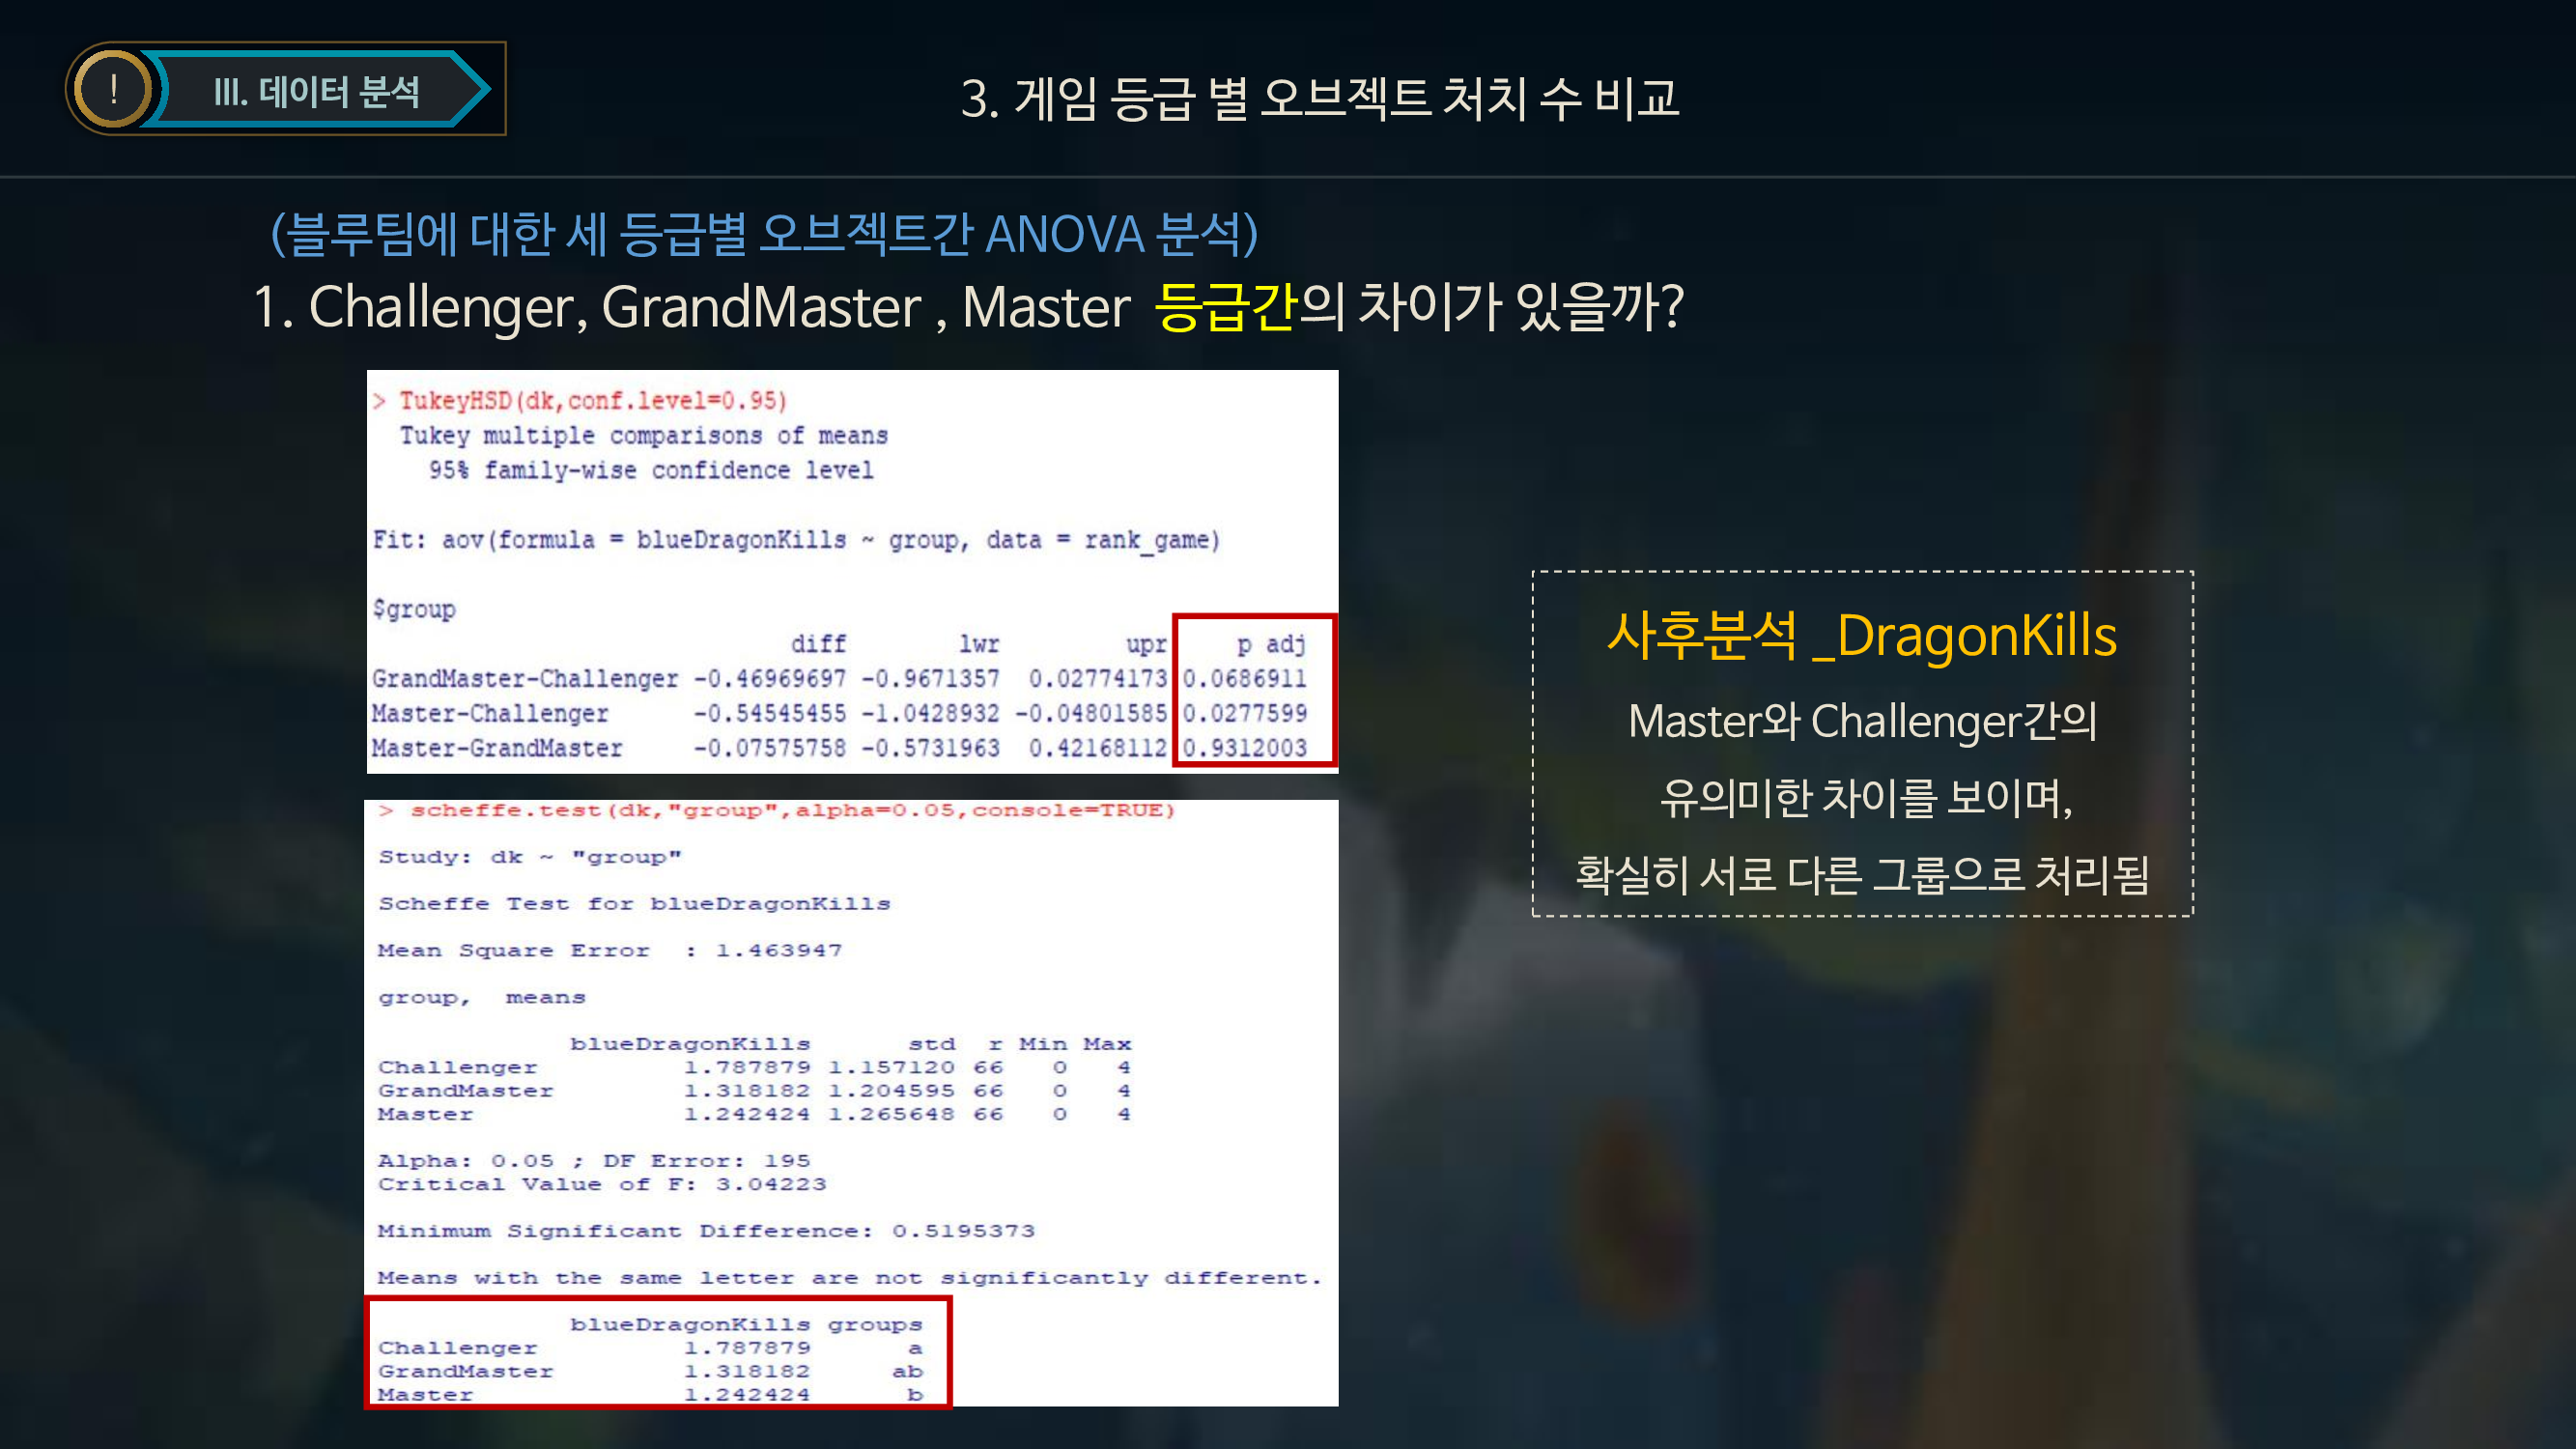 !
III. 데이터 분석
3. 게임 등급 별 오브젝트 처치 수 비교
(블루팀에 대한 세 등급별 오브젝트간 ANOVA 분석)
1. Challenger, GrandMaster , Master 등급간의 차이가 있을까?
> TukeyHSD(dk,conf.level=0.95)
Tukey multiple comparisons of means
95% family-wise confidence level
Fit: aov(formula = blueDragonKills ~ group, data = rank_game)
$group
diff lwr upr p adj
GrandMaster-Challenger -0.46969697 -0.9671357 0.02774173 0.0686911
Master-Challenger -0.54545455 -1.0428932 -0.04801585 0.0277599
Master-GrandMaster -0.07575758 -0.5731963 0.42168112 0.9312003
> scheffe.test(dk,"group",alpha=0.05,console=TRUE)
Study: dk ~ "group"
Scheffe Test for blueDragonKills
Mean Square Error : 1.463947
group, means
blueDragonKills std r Min Max
Challenger 1.787879 1.157120 66 0 4
GrandMaster 1.318182 1.204595 66 0 4
Master 1.242424 1.265648 66 0 4
Alpha: 0.05 ; DF Error: 195
Critical Value of F: 3.04223
Minimum Significant Difference: 0.5195373
Means with the same letter are not significantly different.
blueDragonKills groups
Challenger 1.787879 a
GrandMaster 1.318182 ab
Master 1.242424 b
사후분석 _DragonKills
Master와 Challenger간의
유의미한 차이를 보이며,
확실히 서로 다른 그룹으로 처리됨